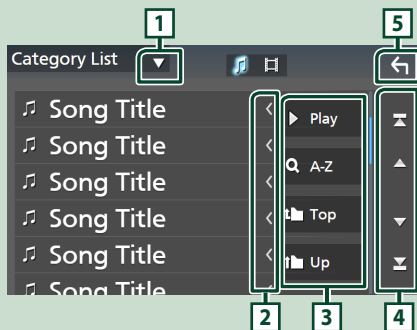 1
5
Category List
Song Title
Play
Song Title
A-Z
Song Title
Song Title
Top
Song Title
Up
Song Title
2
3
4